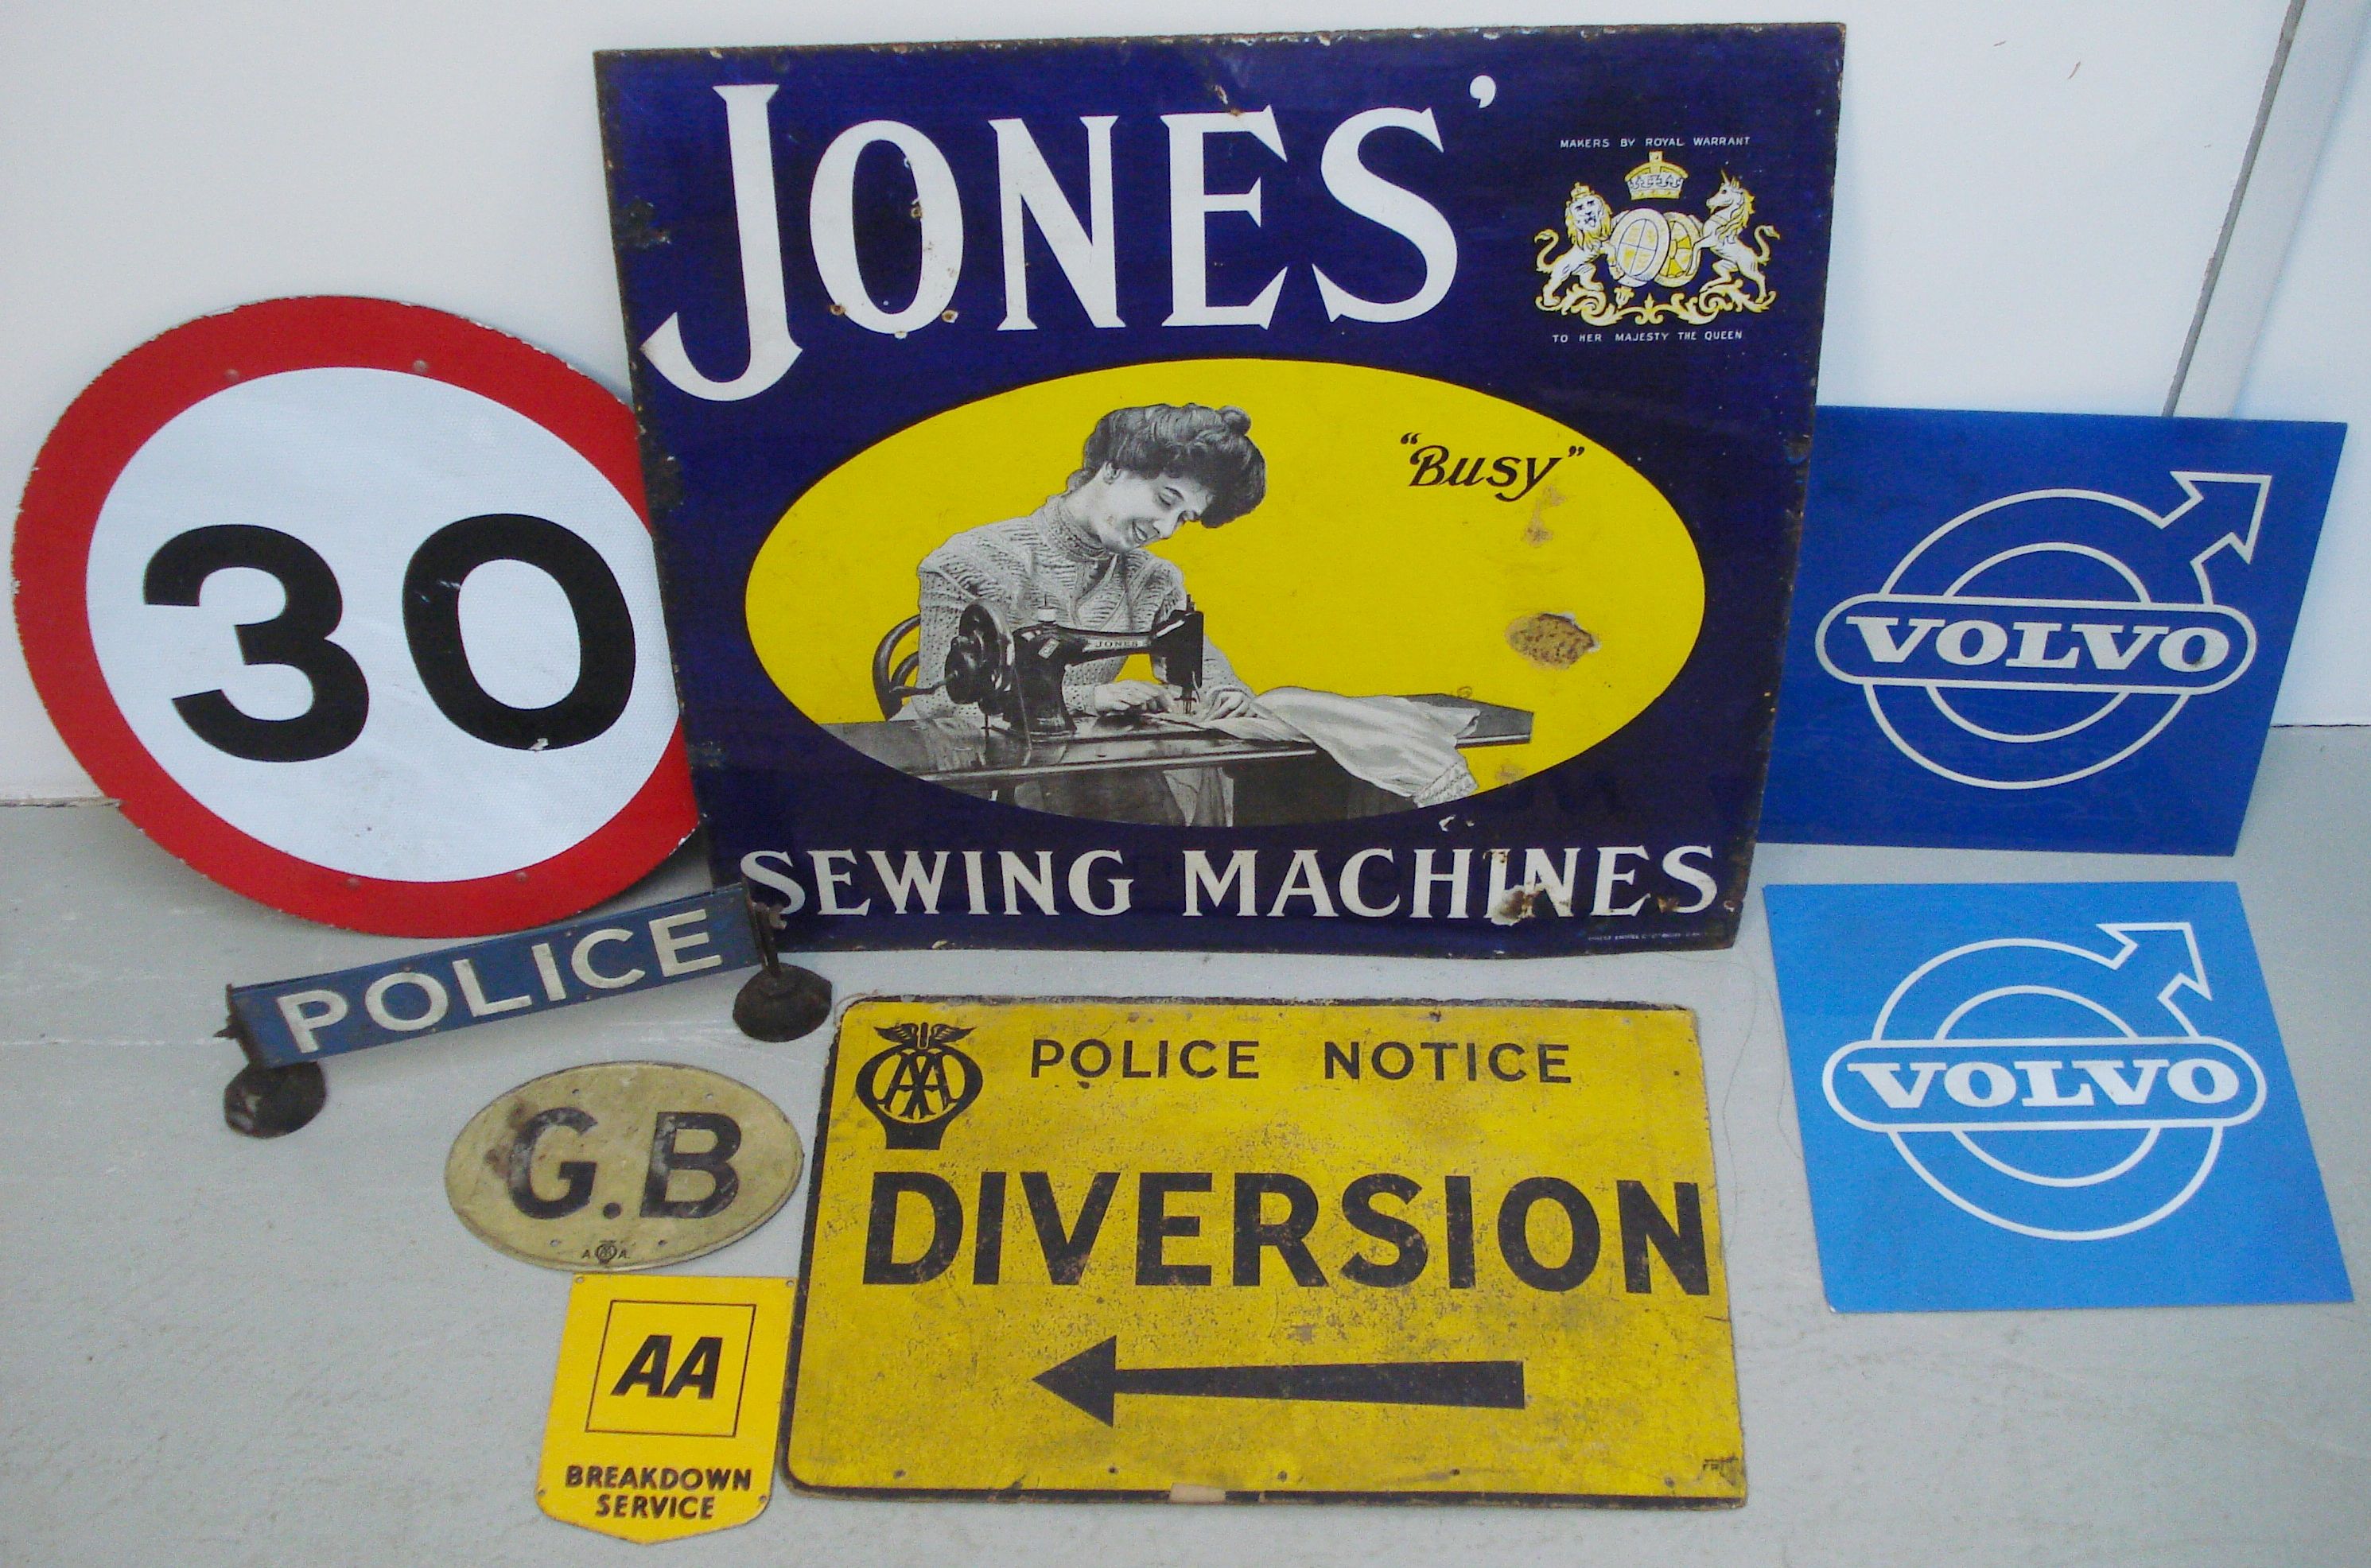 JONES'
MAKERS BY ROYAL WARRANT
TO HER MAJESTY THE QUEEN
"Busy"
JONES
SEWING MACHINES
30
VOLVO
VOLVO
POLICE
G.B
A AA A
AA
BREAKDOWN
SERVICE
AA
POLICE NOTICE
DIVERSION